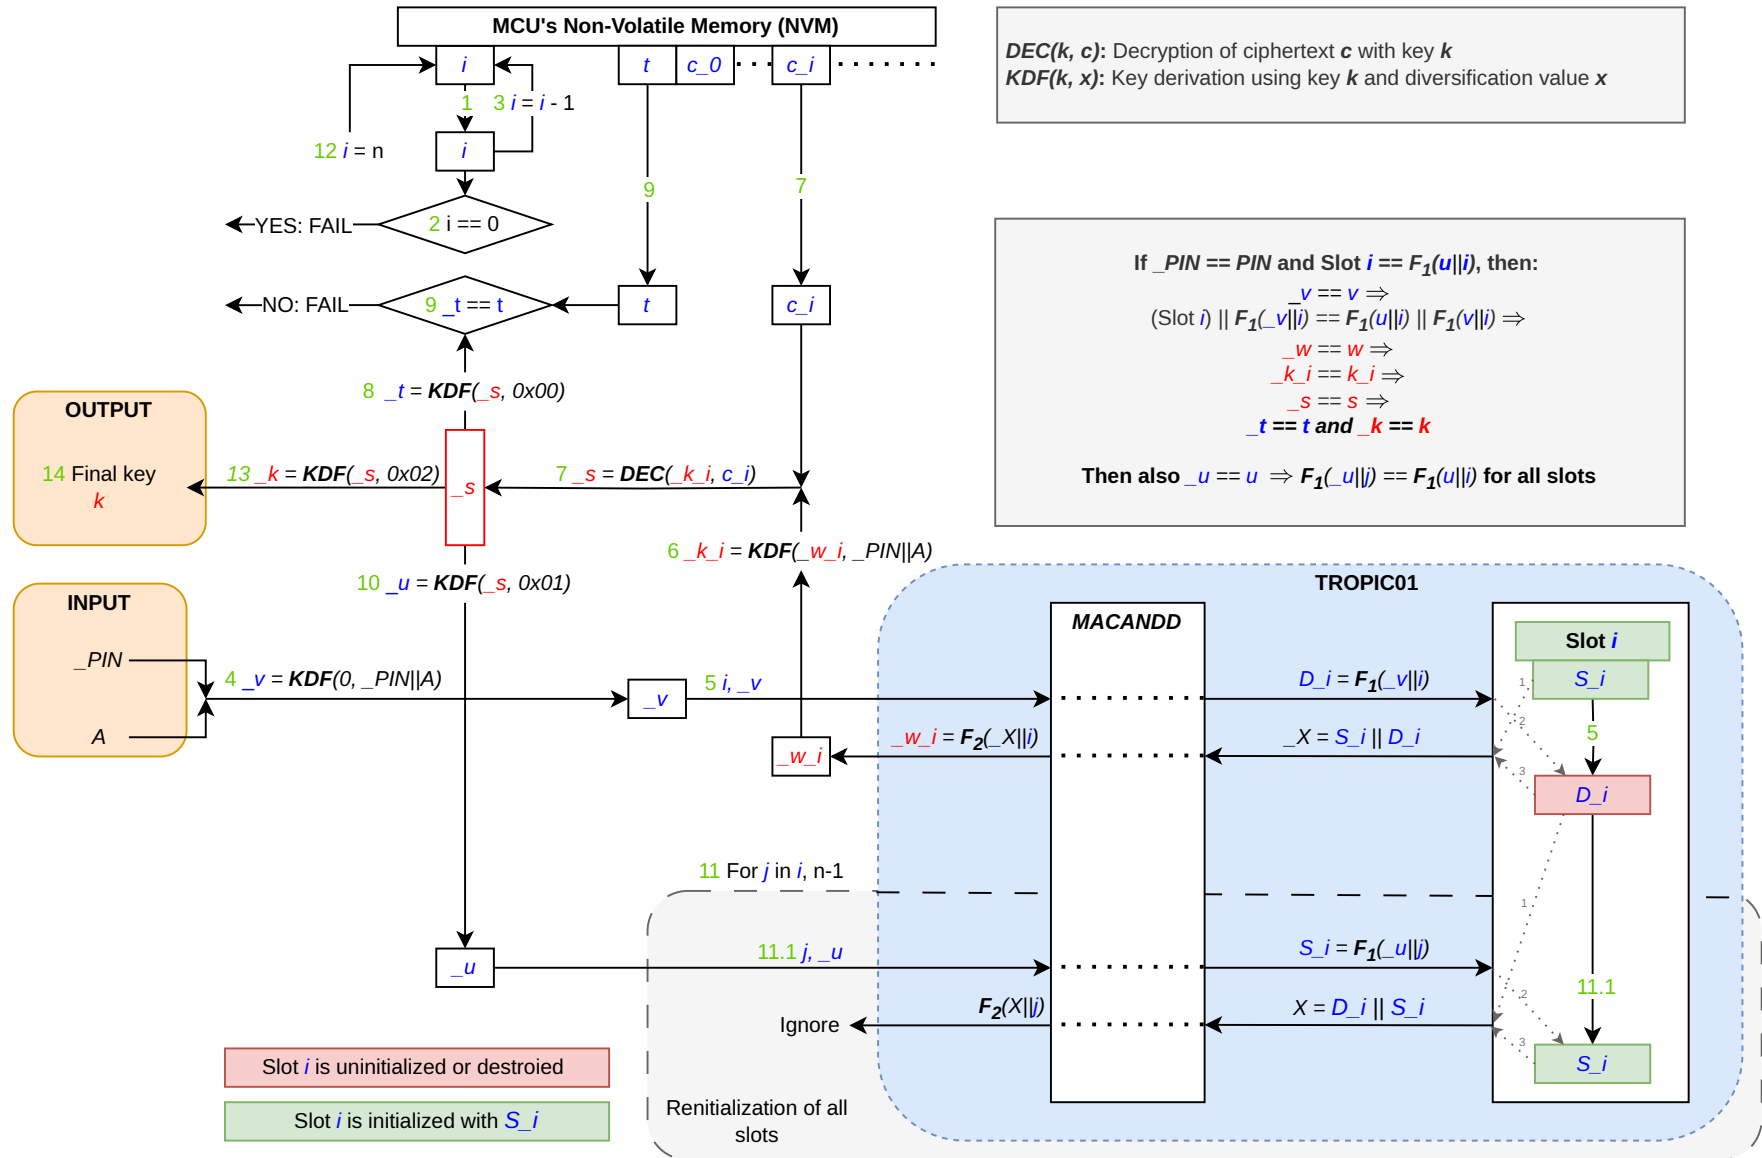 MCU's Non-Volatile Memory (NVM)
i
t
c_0
c_i
1
3 i = i - 1
i
12 i = n
2 i == 0
YES: FAIL
9
7
t
c_i
9 _t == t
NO: FAIL
8 _t = KDF(_s, 0x00)
OUTPUT
14 Final key
k
13 _k = KDF(_s, 0x02)
_s
7 _s = DEC(_k_i, c_i)
6 _k_i = KDF(_w_i, _PIN||A)
10 _u = KDF(_s, 0x01)
INPUT
_PIN
A
4 _v = KDF(0, _PIN||A)
_v
5 i, _v
_w_i
DEC(k, c): Decryption of ciphertext c with key k
KDF(k, x): Key derivation using key k and diversification value x
If _PIN == PIN and Slot i == F1(u||i), then:
_v == v ⇒
(Slot i) || F1(_v||i) == F1(u||i) || F1(v||i) ⇒
_w == w ⇒
_k_i == k_i ⇒
_s == s ⇒
_t == t and _k == k
Then also _u == u ⇒ F1(_u||j) == F1(u||i) for all slots
TROPIC01
MACANDD
Slot i
S_i
D_i = F1(_v||i)
_w_i = F2(_X||i)
_X = S_i || D_i
1
2
3
5
D_i
11 For j in i, n-1
_u
11.1 j, _u
S_i = F1(_u||j)
F2(X||j)
X = D_i || S_i
Ignore
1
2
3
11.1
S_i
Slot i is uninitialized or destroied
Slot i is initialized with S_i
Renitialization of all
slots